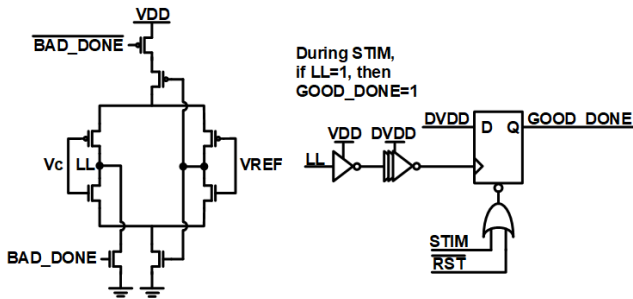 VDD
BAD_DONE
During STIM,
if LL=1, then
GOOD_DONE=1
DVDD
D
Q
GOOD_DONE
VDD
DVDD
Vc
LL
VREF
LL
BAD_DONE
STIM
RST